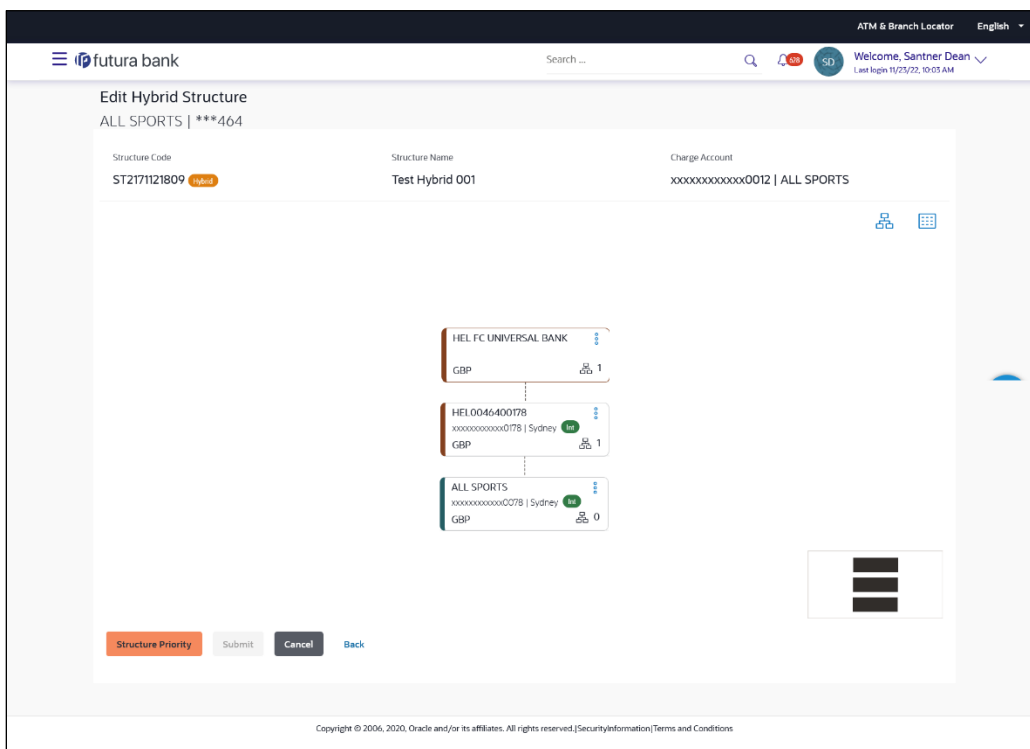 ATM & Branch Locator English
futura bank Search ... 628 SD Welcome, Santner Dean
Last login 11/23/22, 10:03 AM
Edit Hybrid Structure
ALL SPORTS | ***464
Structure Code Structure Name Charge Account
ST2171121809 Hybrid Test Hybrid 001 xxxxxxxxxxxx0012 | ALL SPORTS
HEL FC UNIVERSAL BANK
GBP 1
HEL0046400178
xxxxxxxxxxxx0178 | Sydney Int
GBP 1
ALL SPORTS
xxxxxxxxxxxx0078 | Sydney Int
GBP 0
Structure Priority Submit Cancel Back
Copyright © 2006, 2020, Oracle and/or its affiliates. All rights reserved.|SecurityInformation|Terms and Conditions